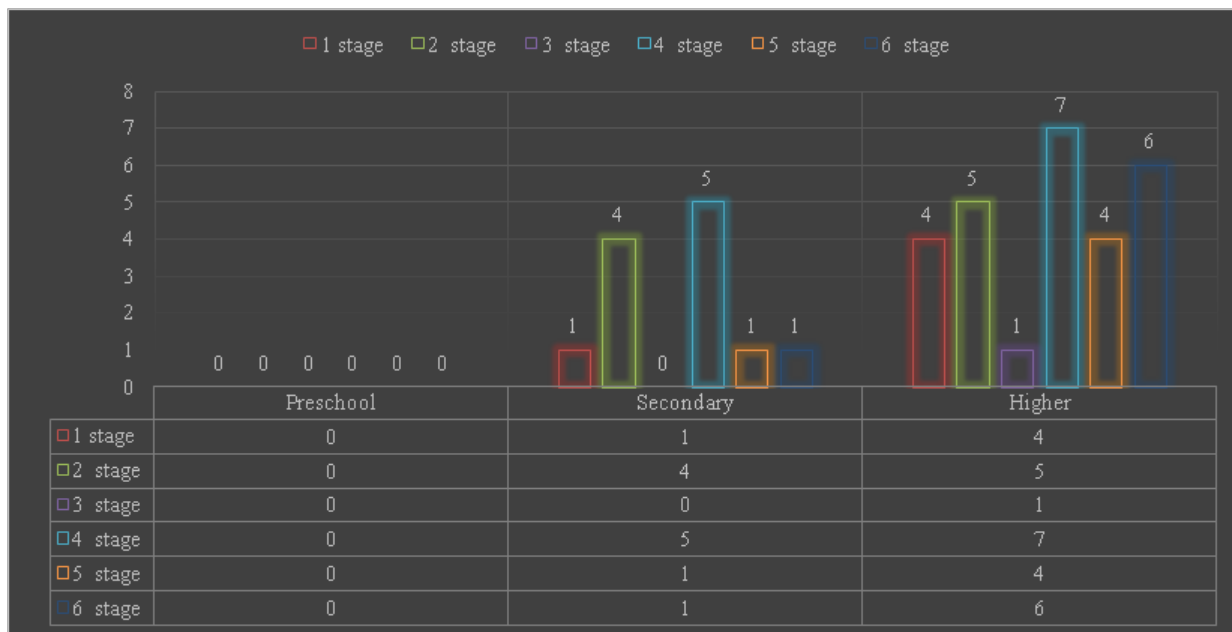 1 stage 2 stage 3 stage 4 stage 5 stage 6 stage
8
7
6
5
4
3
2
1
0
0 0 0 0 0 0
1 4 0 5 1 1
4 5 1 7 4 6
Preschool Secondary Higher
1 stage 0 1 4
2 stage 0 4 5
3 stage 0 0 1
4 stage 0 5 7
5 stage 0 1 4
6 stage 0 1 6